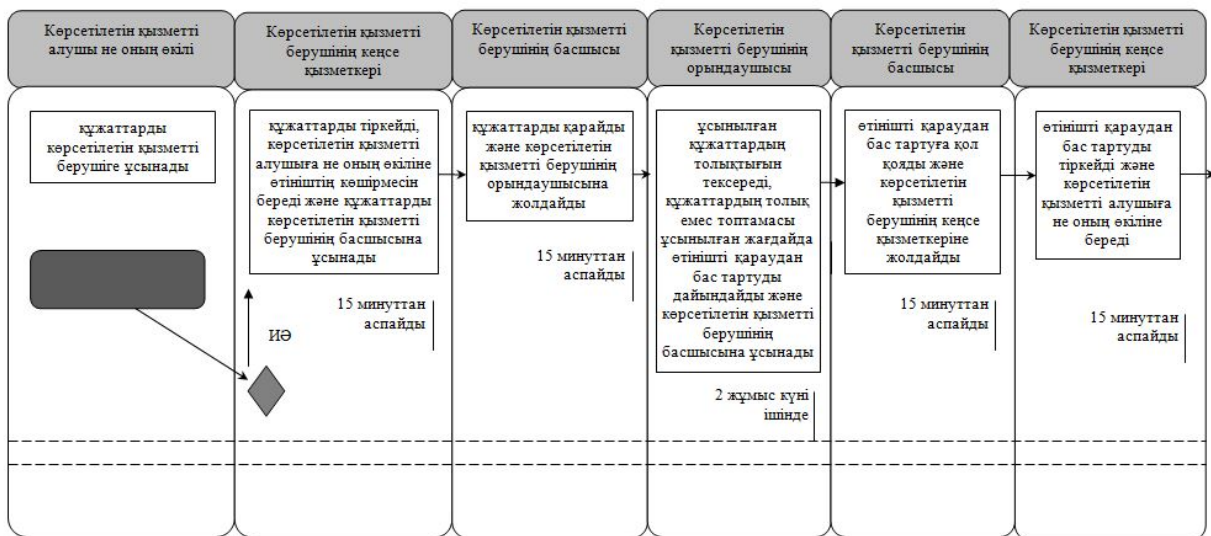 Көрсетілетін қызметті
алушы не оның өкілі
Көрсетілетін қызметті
берушінің кеңсе
қызметкері
Көрсетілетін қызметті
берушінің басшысы
Көрсетілетін
қызметті берушінің
орындаушысы
Көрсетілетін
қызметті берушінің
басшысы
Көрсетілетін қызметті
берушінің кеңсе
қызметкері
құжаттарды
көрсетілетін қызметті
берушіге ұсынады
құжаттарды тіркейді,
көрсетілетін қызметті
алушыға не оның өкіліне
өтініштің көшірмесін
береді және құжаттарды
көрсетілетін қызметті
берушінің басшысына
ұсынады
15 минуттан
аспайды
ИӘ
құжаттарды қарайды
және көрсетілетін
қызметті берушінің
орындаушысына
жолдайды
15 минуттан
аспайды
ұсынылған
құжаттардың
толықтығын
тексереді,
құжаттардың толық
емес топтамасы
ұсынылған жағдайда
өтінішті қараудан
бас тартуды
дайындайды және
көрсетілетін қызметті
берушінің
басшысына ұсынады
2 жұмыс күні
ішінде
өтінішті қараудан
бас тартуға қол
қояды және
көрсетілетін
қызметті
берушінің кеңсе
қызметкеріне
жолдайды
15 минуттан
аспайды
өтінішті қараудан
бас тартуды
тіркейді және
көрсетілетін
қызметті алушыға
не оның өкіліне
береді
15 минуттан
аспайды